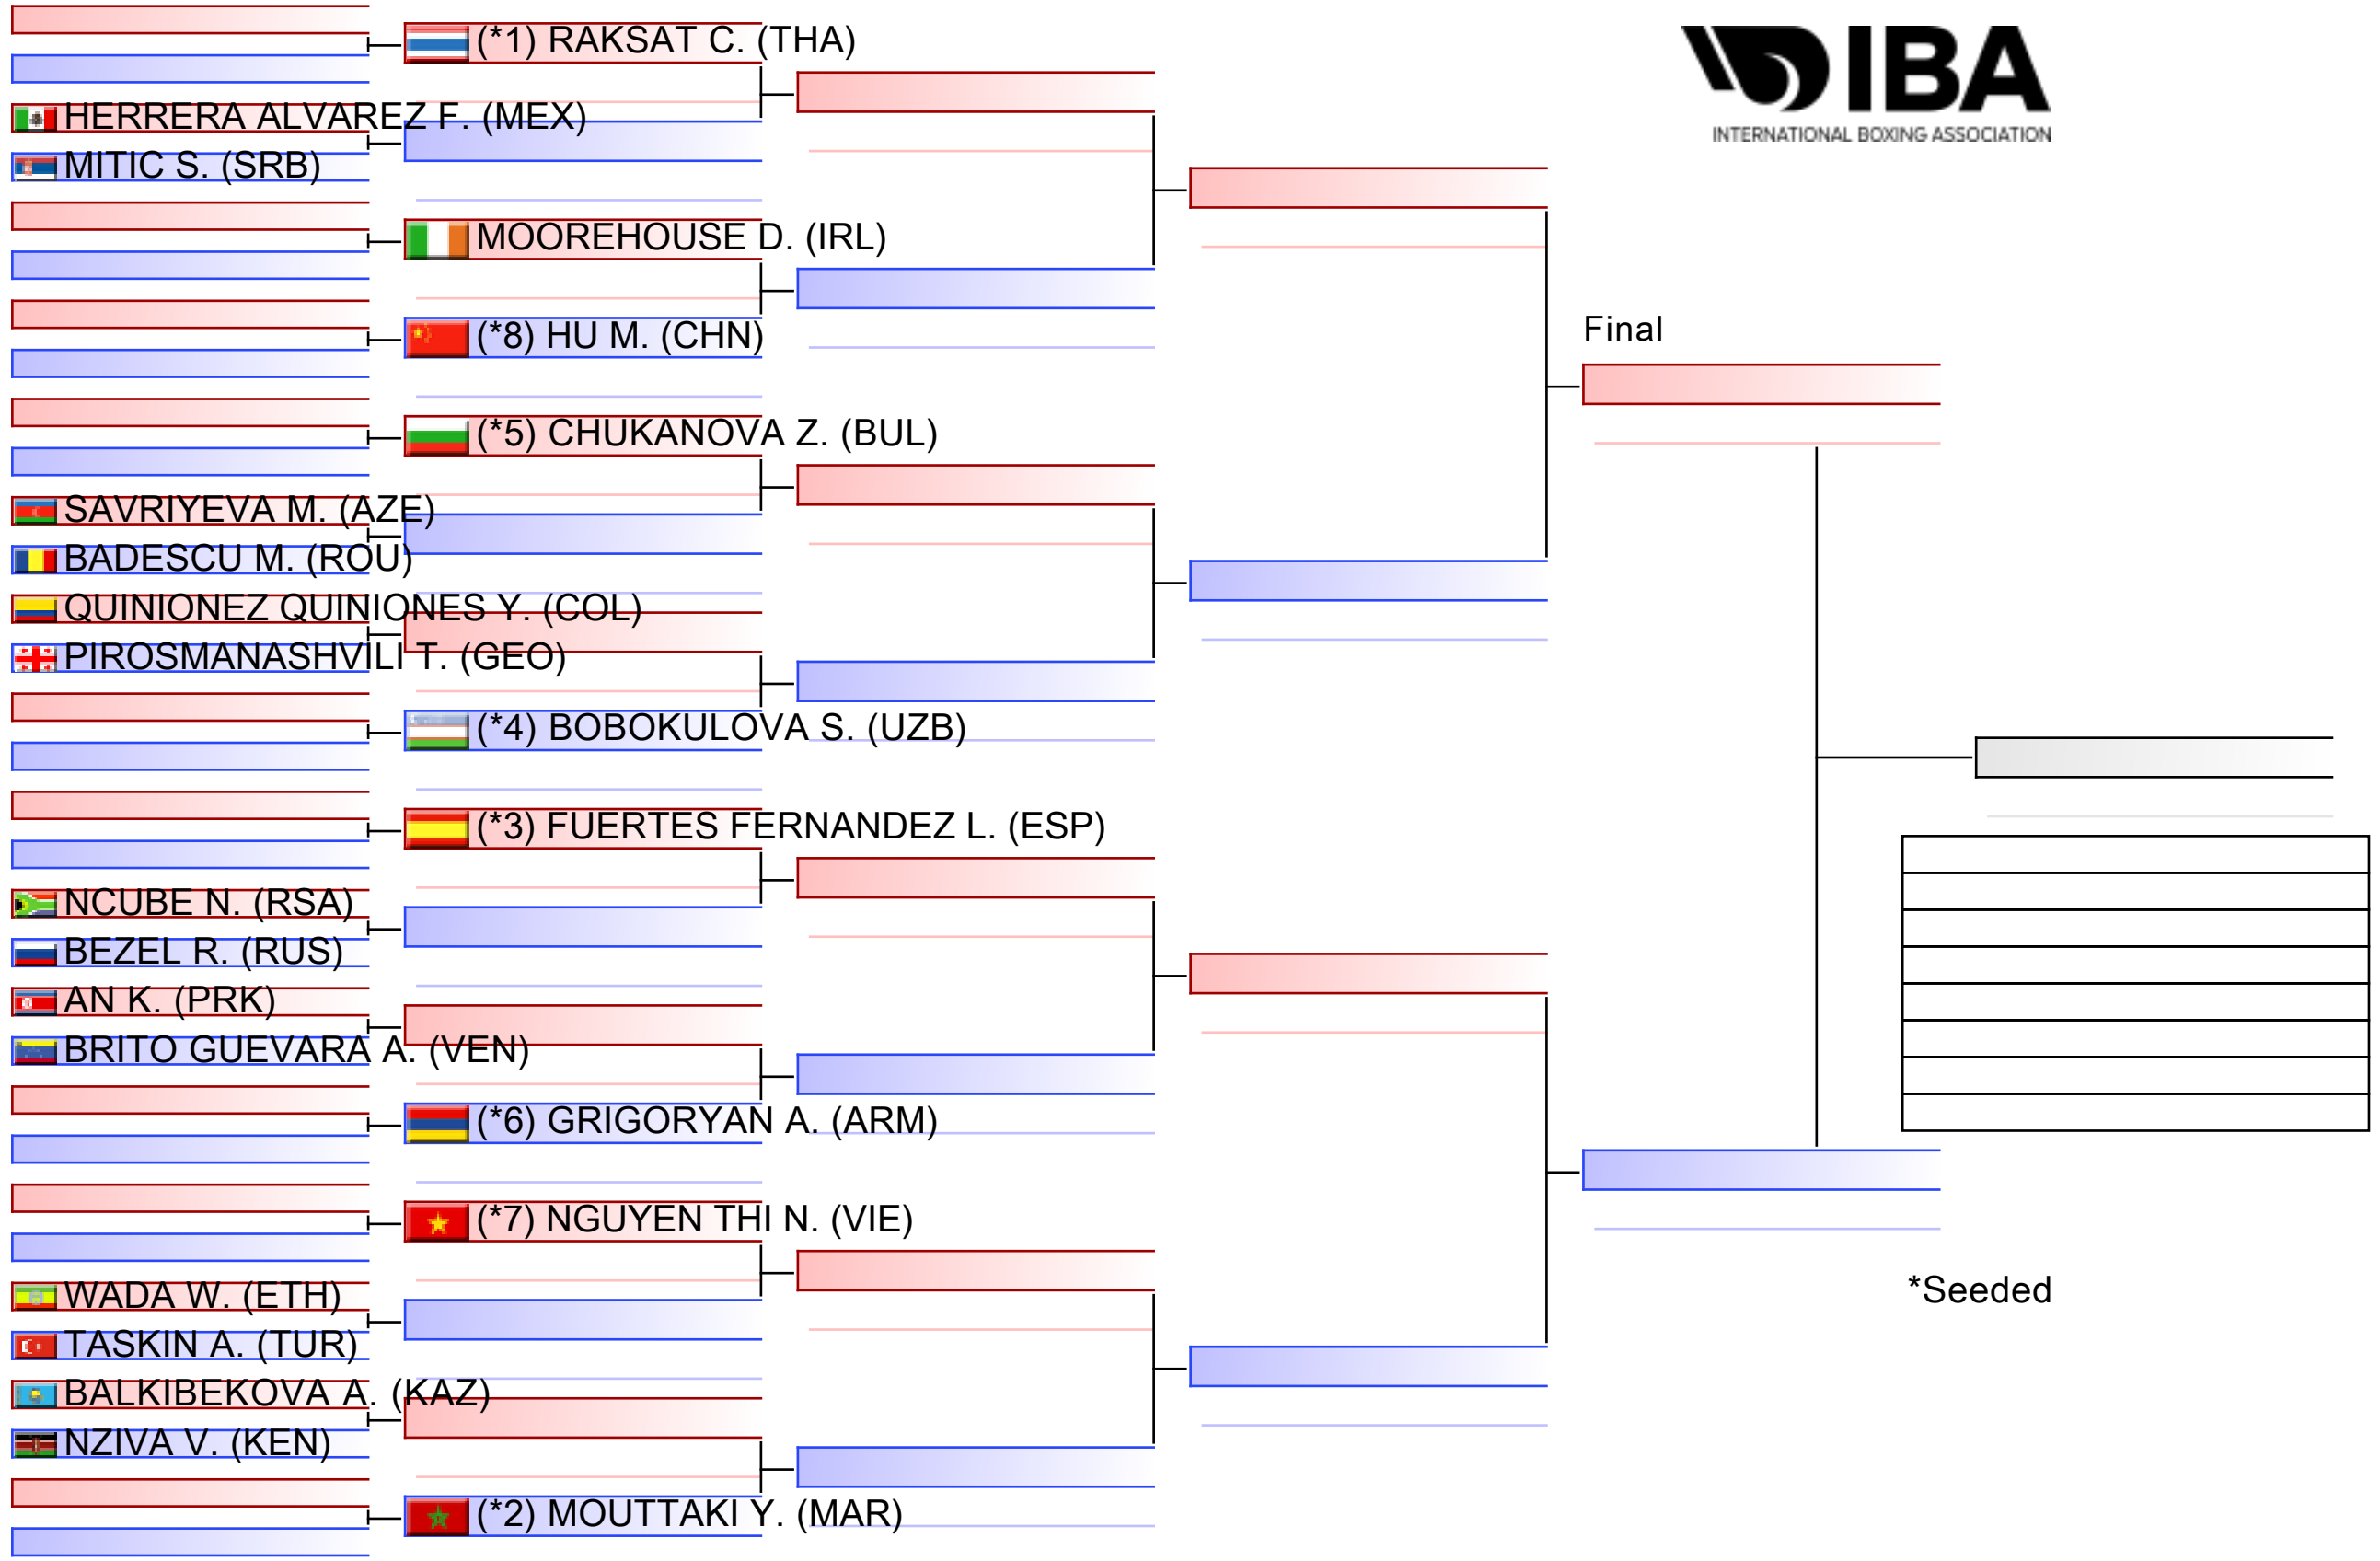 (*1) RAKSAT C. (THA)
IBA
INTERNATIONAL BOXING ASSOCIATION
HERRERA ALVAREZ F. (MEX)
MITIC S. (SRB)
MOOREHOUSE D. (IRL)
(*8) HU M. (CHN)
Final
(*5) CHUKANOVA Z. (BUL)
SAVRIYEVA M. (AZE)
BADESCU M. (ROU)
QUINIONEZ QUINIONES Y. (COL)
PIROSMANASHVILI T. (GEO)
(*4) BOBOKULOVA S. (UZB)
(*3) FUERTES FERNANDEZ L. (ESP)
NCUBE N. (RSA)
BEZEL R. (RUS)
AN K. (PRK)
BRITO GUEVARA A. (VEN)
(*6) GRIGORYAN A. (ARM)
(*7) NGUYEN THI N. (VIE)
WADA W. (ETH)
*Seeded
TASKIN A. (TUR)
BALKIBEKOVA A. (KAZ)
NZIVA V. (KEN)
(*2) MOUTTAKI Y. (MAR)